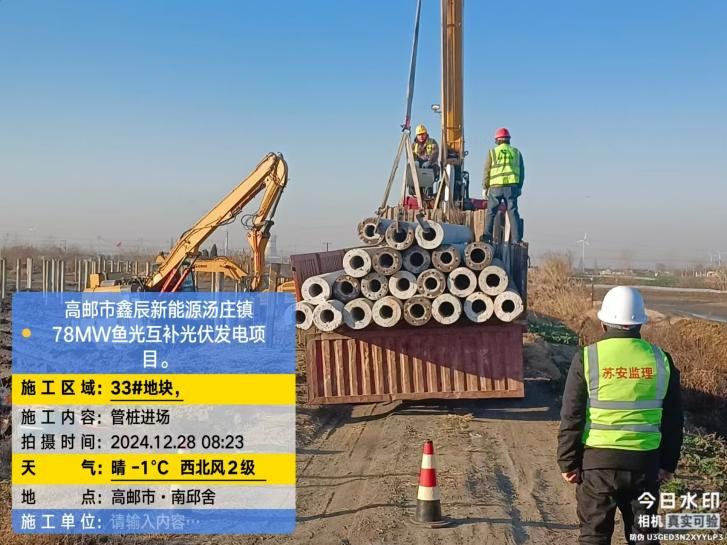 高邮市鑫辰新能源汤庄镇
78MW鱼光互补光伏发电项
目。
施工区域：33#地块，
施工内容：管桩进场
拍摄时间：2024.12.28 08:23
天 气：晴 -1℃ 西北风2级
地 点：高邮市·南邱舍
施工单位：请输入内容…
苏安监理
今日水印
相机 真实可验
防伪 U3GED3N2XYYLP3